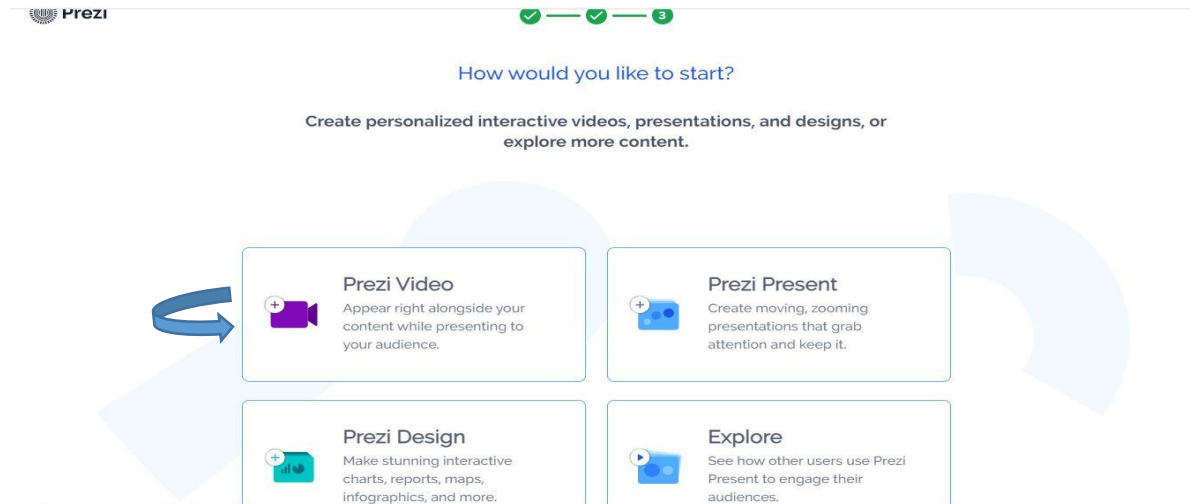 Prezi
3
How would you like to start?
Create personalized interactive videos, presentations, and designs, or
explore more content.
Prezi Video
Appear right alongside your
content while presenting to
your audience.
Prezi Present
Create moving, zooming
presentations that grab
attention and keep it.
Prezi Design
Make stunning interactive
charts, reports, maps,
infographics, and more.
Explore
See how other users use Prezi
Present to engage their
audiences.